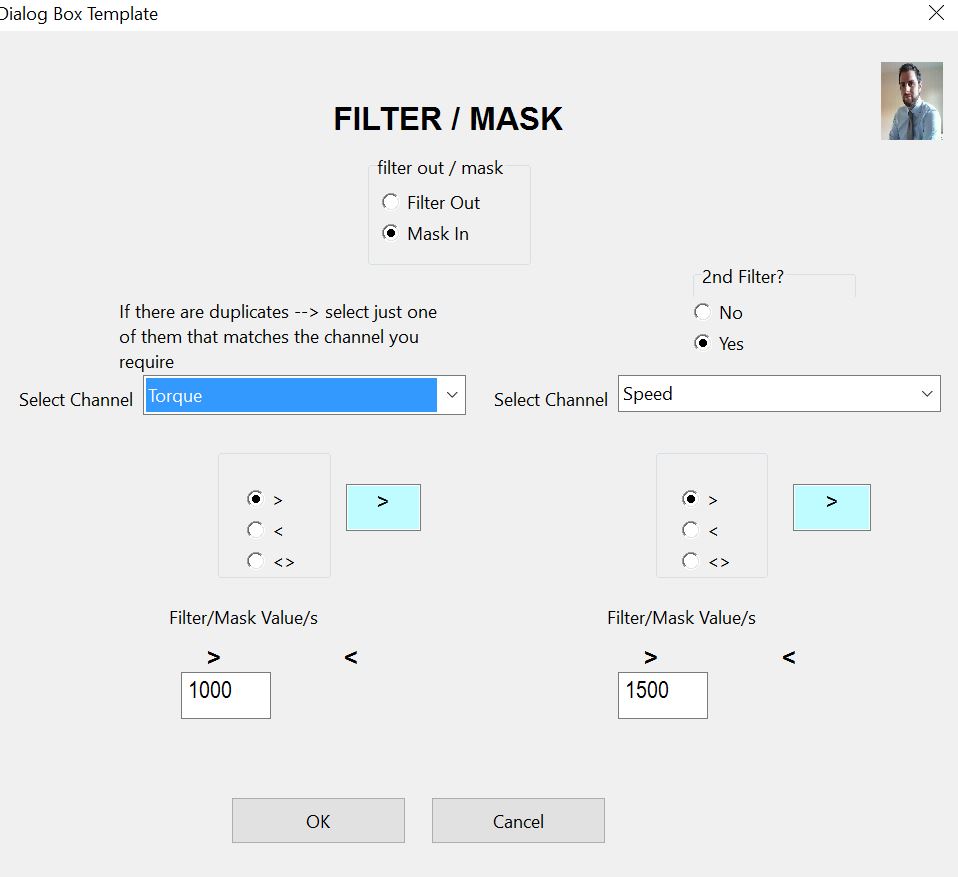 Dialog Box Template
FILTER / MASK
filter out / mask
Filter Out
Mask In
2nd Filter?
No
Yes
If there are duplicates --> select just one
of them that matches the channel you
require
Select Channel Torque
Select Channel Speed
>
<
<>
>
>
<
<>
>
Filter/Mask Value/s
> <
1000
Filter/Mask Value/s
> <
1500
OK
Cancel